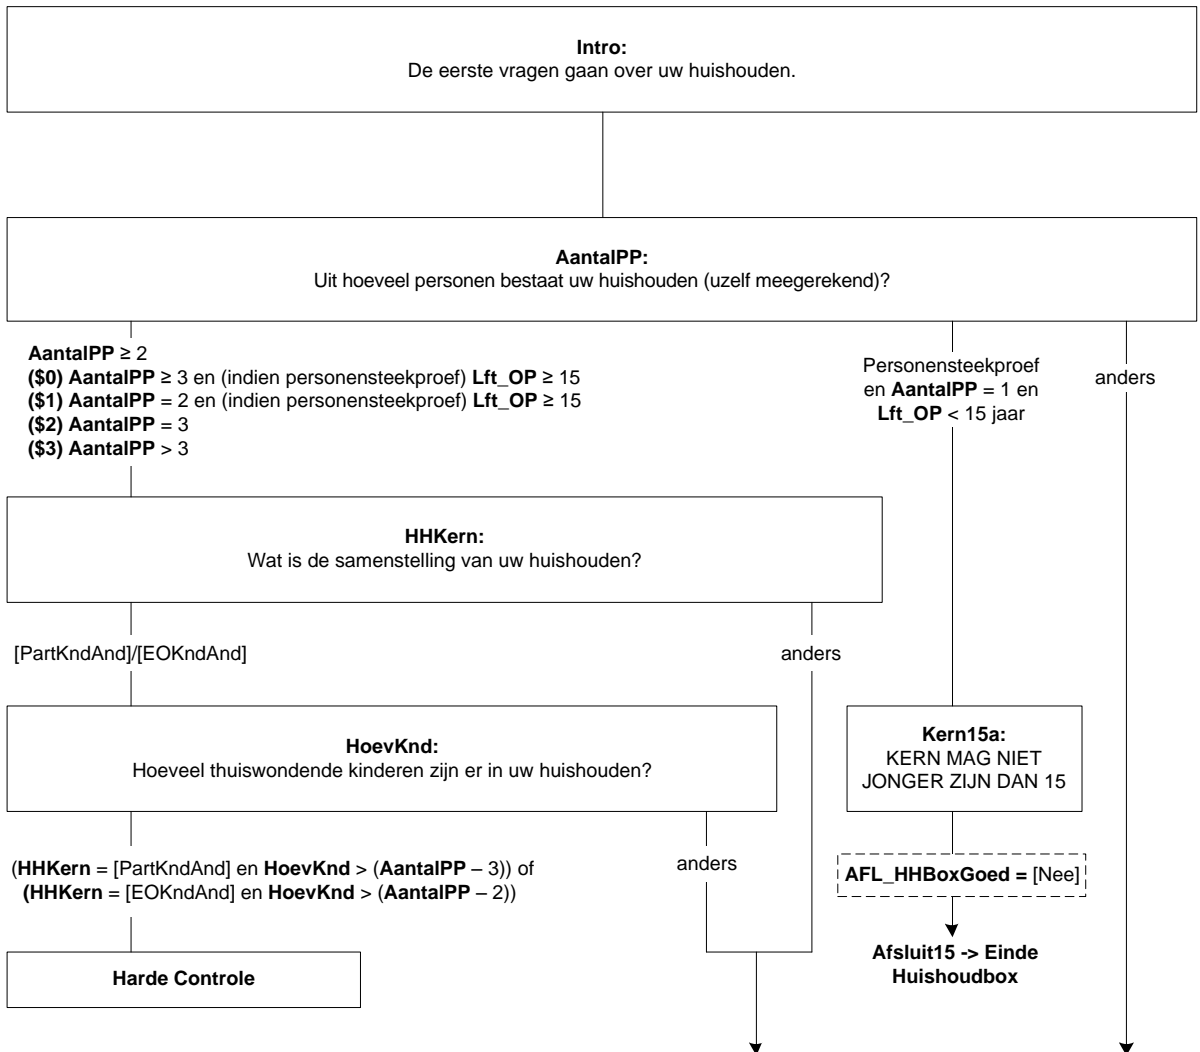 Intro:
De eerste vragen gaan over uw huishouden.
AantalPP:
Uit hoeveel personen bestaat uw huishouden (uzelf meegerekend)?
AantalPP ≥ 2
($0) AantalPP ≥ 3 en (indien personensteekproef) Lft_OP ≥ 15
($1) AantalPP = 2 en (indien personensteekproef) Lft_OP ≥ 15
($2) AantalPP = 3
($3) AantalPP > 3
Personensteekproef
en AantalPP = 1 en
Lft_OP < 15 jaar
anders
HHKern:
Wat is de samenstelling van uw huishouden?
[PartKndAnd]/[EOKndAnd]
anders
HoevKnd:
Hoeveel thuiswondende kinderen zijn er in uw huishouden?
Kern15a:
KERN MAG NIET
JONGER ZIJN DAN 15
(HHKern = [PartKndAnd] en HoevKnd > (AantalPP – 3)) of
(HHKern = [EOKndAnd] en HoevKnd > (AantalPP – 2))
anders
AFL_HHBoxGoed = [Nee]
Afsluit15 -> Einde
Huishoudbox
Harde Controle